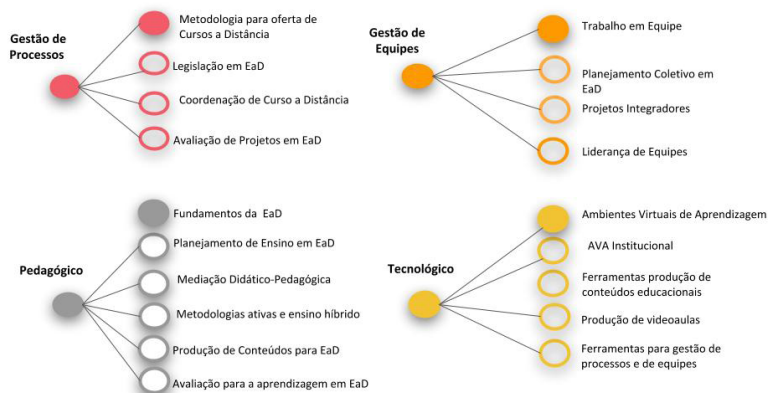 Gestão de
Processos
Metodologia para oferta de
Cursos a Distância
Legislação em EaD
Coordenação de Curso a Distância
Avaliação de Projetos em EaD
Gestão de
Equipes
Trabalho em Equipe
Planejamento Coletivo em
EaD
Projetos Integradores
Liderança de Equipes
Pedagógico
Fundamentos da EaD
Planejamento de Ensino em EaD
Mediação Didático-Pedagógica
Metodologias ativas e ensino híbrido
Produção de Conteúdos para EaD
Avaliação para a aprendizagem em EaD
Tecnológico
Ambientes Virtuais de Aprendizagem
AVA Institucional
Ferramentas produção de
conteúdos educacionais
Produção de videoaulas
Ferramentas para gestão de
processos e de equipes